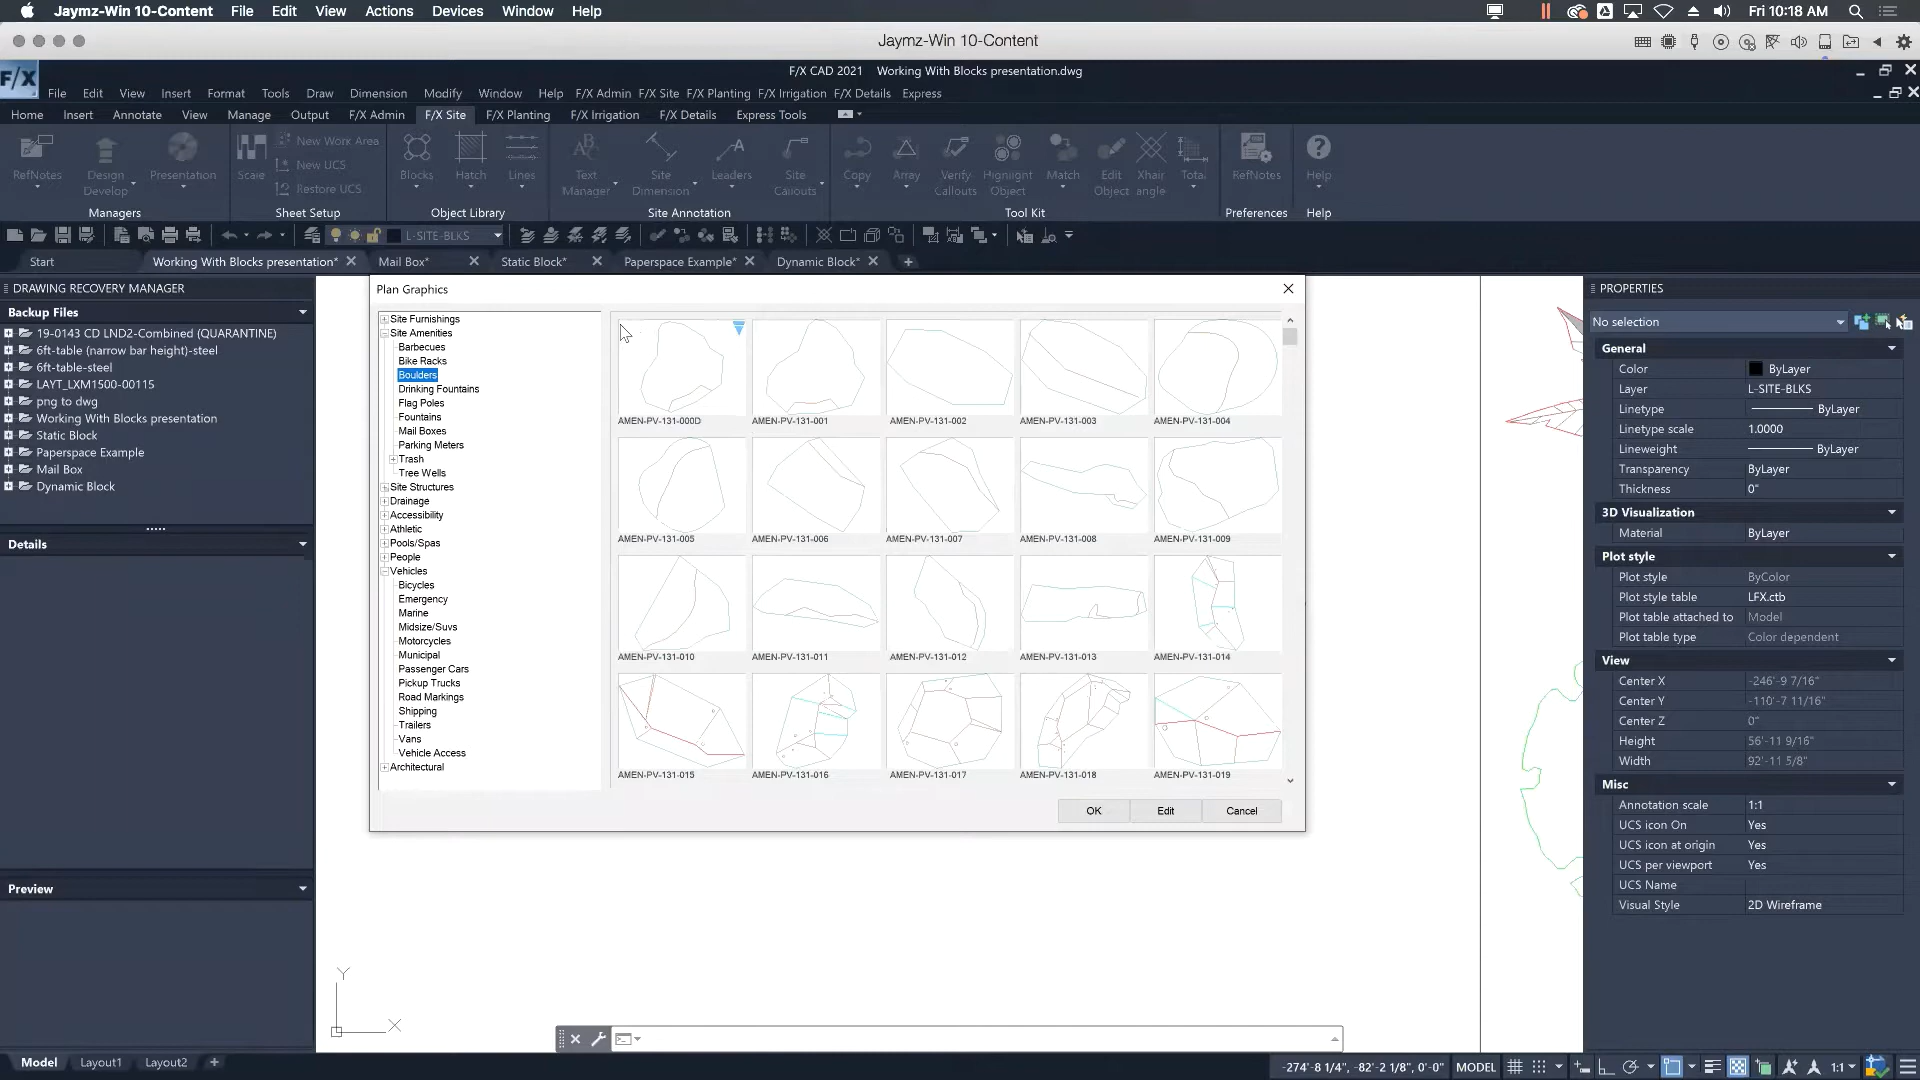 Jaymz-Win 10-Content File Edit View Actions Devices Window Help Fri 10:18 AM
Jaymz-Win 10-Content
F/X F/X CAD 2021 Working With Blocks presentation.dwg
File Edit View Insert Format Tools Draw Dimension Modify Window Help F/X Admin F/X Site F/X Planting F/X Irrigation F/X Details Express
Home Insert Annotate View Manage Output F/X Admin F/X Site F/X Planting F/X Irrigation F/X Details Express Tools
RefNotes
Design Develop
Presentation
Managers
Scale
New Work Area
New UCS
Restore UCS
Sheet Setup
Blocks
Hatch
Lines
Object Library
Text Manager
Site Dimension
Leaders
Site Callouts
Site Annotation
Copy
Array
Verify Callouts
Highlight Object
Match
Edit Object
Xhair angle
Total
Tool Kit
RefNotes
Preferences
Help
Help
L-SITE-BLKS
Start
Working With Blocks presentation*
Mail Box*
Static Block*
Paperspace Example*
Dynamic Block*
DRAWING RECOVERY MANAGER
Backup Files
19-0143 CD LND2-Combined (QUARANTINE)
6ft-table (narrow bar height)-steel
6ft-table-steel
LAYT_LXM1500-00115
png to dwg
Working With Blocks presentation
Static Block
Paperspace Example
Mail Box
Dynamic Block
Details
Preview
Plan Graphics
Site Furnishings
Site Amenities
Barbecues
Bike Racks
Boulders
Drinking Fountains
Flag Poles
Fountains
Mail Boxes
Parking Meters
Trash
Tree Wells
Site Structures
Drainage
Accessibility
Athletic
Pools/Spas
People
Vehicles
Bicycles
Emergency
Marine
Midsize/Suvs
Motorcycles
Municipal
Passenger Cars
Pickup Trucks
Road Markings
Shipping
Trailers
Vans
Vehicle Access
Architectural
AMEN-PV-131-000D AMEN-PV-131-001 AMEN-PV-131-002 AMEN-PV-131-003 AMEN-PV-131-004
AMEN-PV-131-005 AMEN-PV-131-006 AMEN-PV-131-007 AMEN-PV-131-008 AMEN-PV-131-009
AMEN-PV-131-010 AMEN-PV-131-011 AMEN-PV-131-012 AMEN-PV-131-013 AMEN-PV-131-014
AMEN-PV-131-015 AMEN-PV-131-016 AMEN-PV-131-017 AMEN-PV-131-018 AMEN-PV-131-019
OK Edit Cancel
PROPERTIES
No selection
General
Color ByLayer
Layer L-SITE-BLKS
Linetype ByLayer
Linetype scale 1.0000
Lineweight ByLayer
Transparency ByLayer
Thickness 0"
3D Visualization
Material ByLayer
Plot style
Plot style ByColor
Plot style table LFX.ctb
Plot table attached to Model
Plot table type Color dependent
View
Center X -246'-9 7/16"
Center Y -110'-7 11/16"
Center Z 0"
Height 56'-11 9/16"
Width 92'-11 5/8"
Misc
Annotation scale 1:1
UCS icon On Yes
UCS icon at origin Yes
UCS per viewport Yes
UCS Name
Visual Style 2D Wireframe
Y
X
Model Layout1 Layout2
-274'-8 1/4", -82'-2 1/8", 0'-0" MODEL 1:1